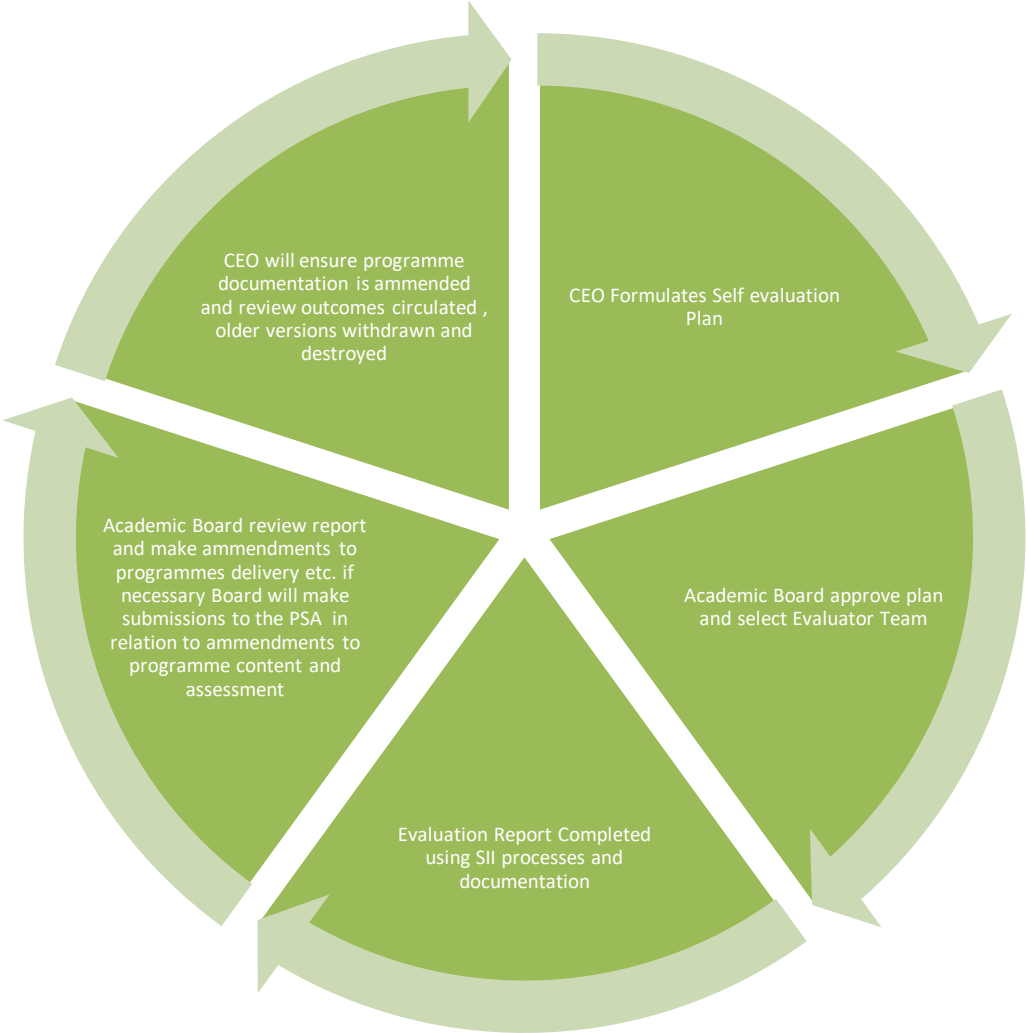 CEO Formulates Self evaluation
Plan
Academic Board approve plan
and select Evaluator Team
Evaluation Report Completed
using SII processes and
documentation
Academic Board review report
and make ammendments to
programmes delivery etc. if
necessary Board will make
submissions to the PSA in
relation to ammendments to
programme content and
assessment
CEO will ensure programme
documentation is ammended
and review outcomes circulated ,
older versions withdrawn and
destroyed